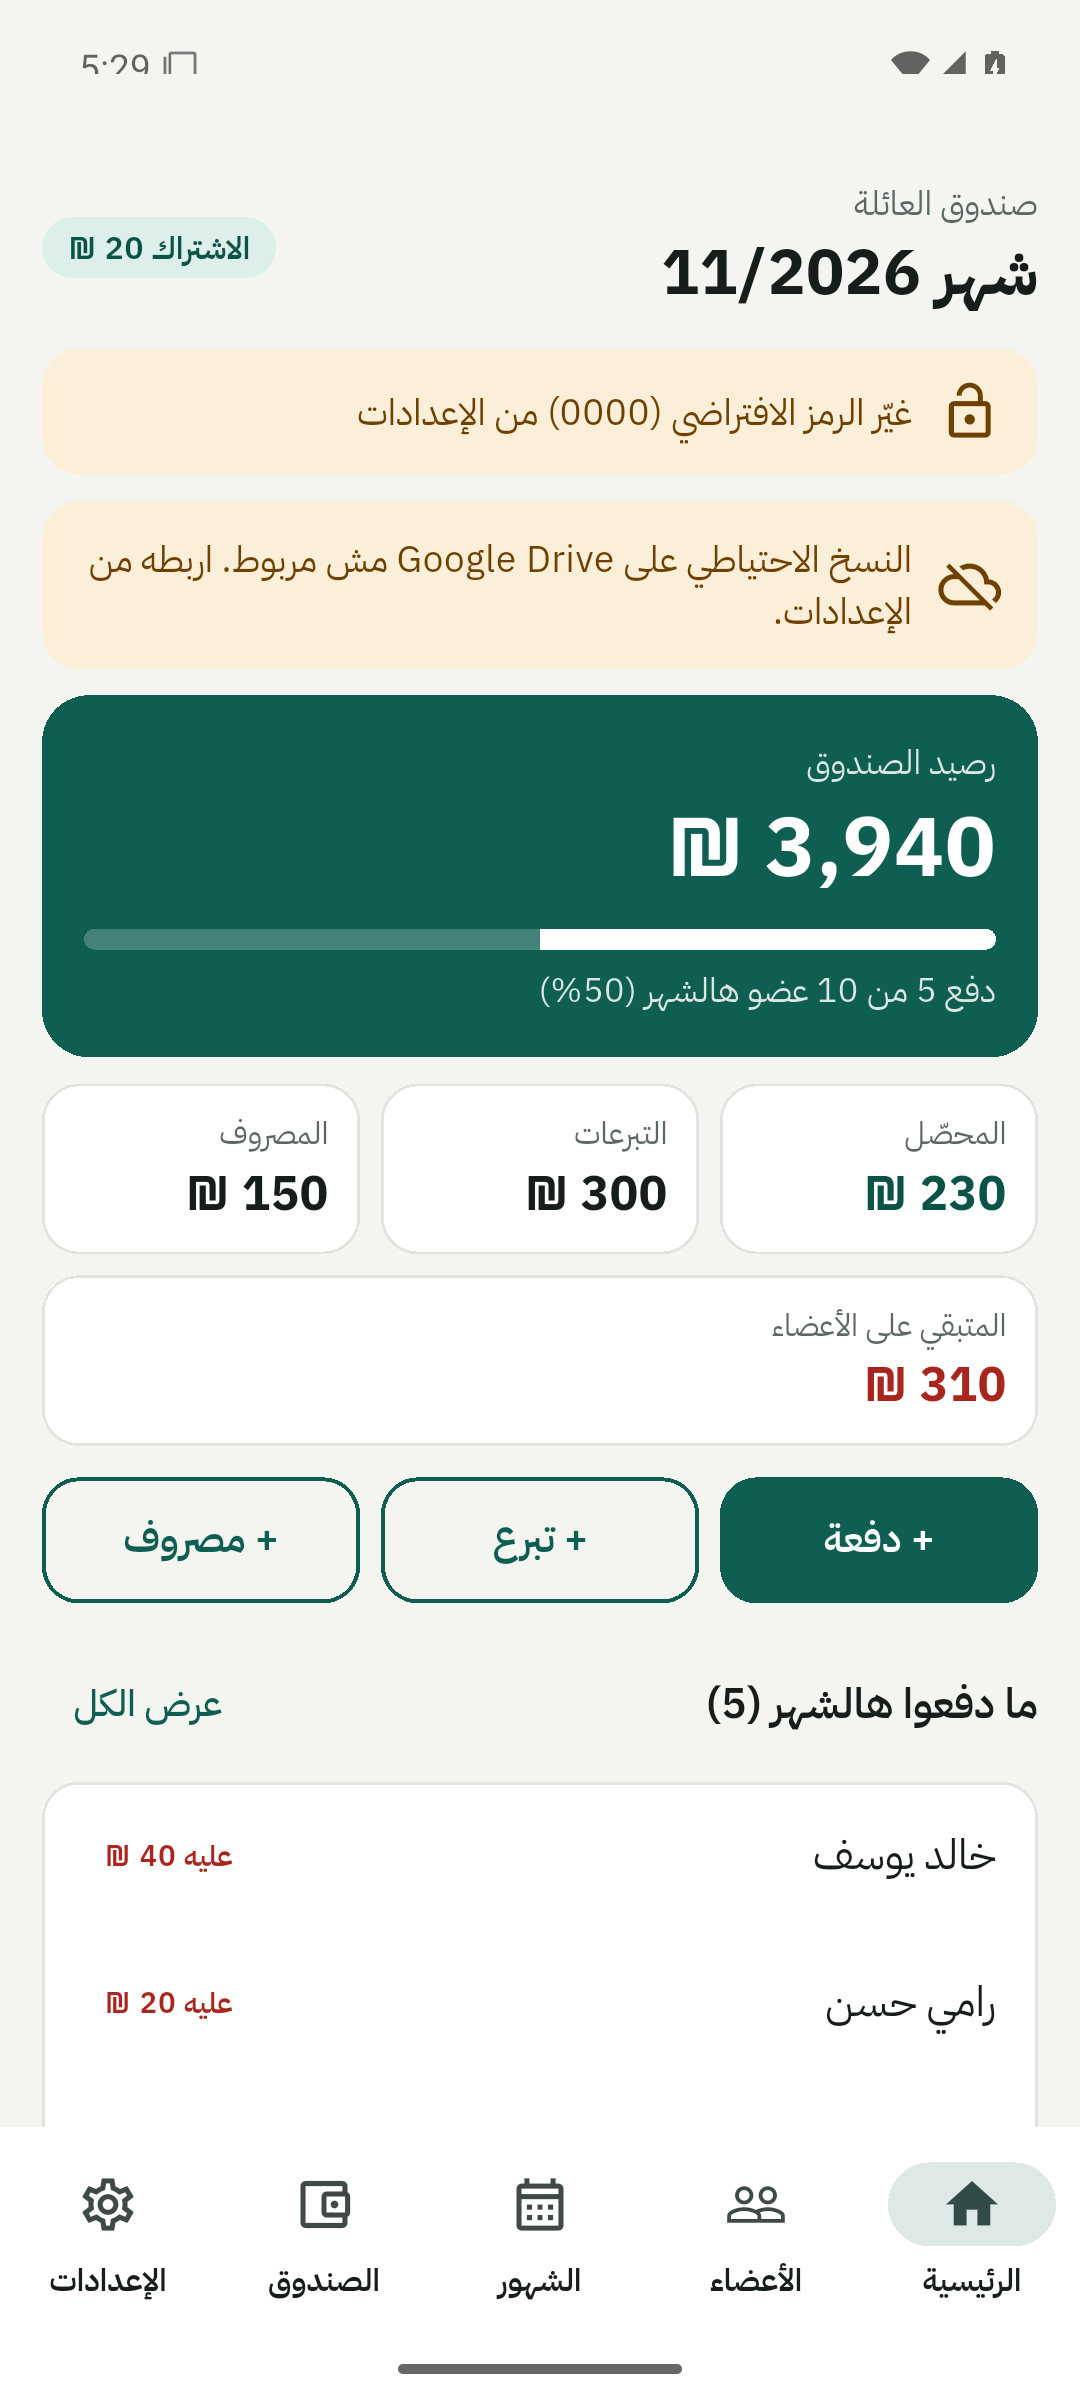 5:29
صندوق العائلة
شهر 11/2026
الاشتراك 20 ₪
غيّر الرمز الافتراضي (0000) من الإعدادات
النسخ الاحتياطي على Google Drive مش مربوط. اربطه من
الإعدادات.
رصيد الصندوق
3,940 ₪
دفع 5 من 10 عضو هالشهر (50%)
المحصّل
230 ₪
التبرعات
300 ₪
المصروف
150 ₪
المتبقي على الأعضاء
310 ₪
+ دفعة
+ تبرع
+ مصروف
ما دفعوا هالشهر (5)
عرض الكل
خالد يوسف
عليه 40 ₪
رامي حسن
عليه 20 ₪
الرئيسية
الأعضاء
الشهور
الصندوق
الإعدادات